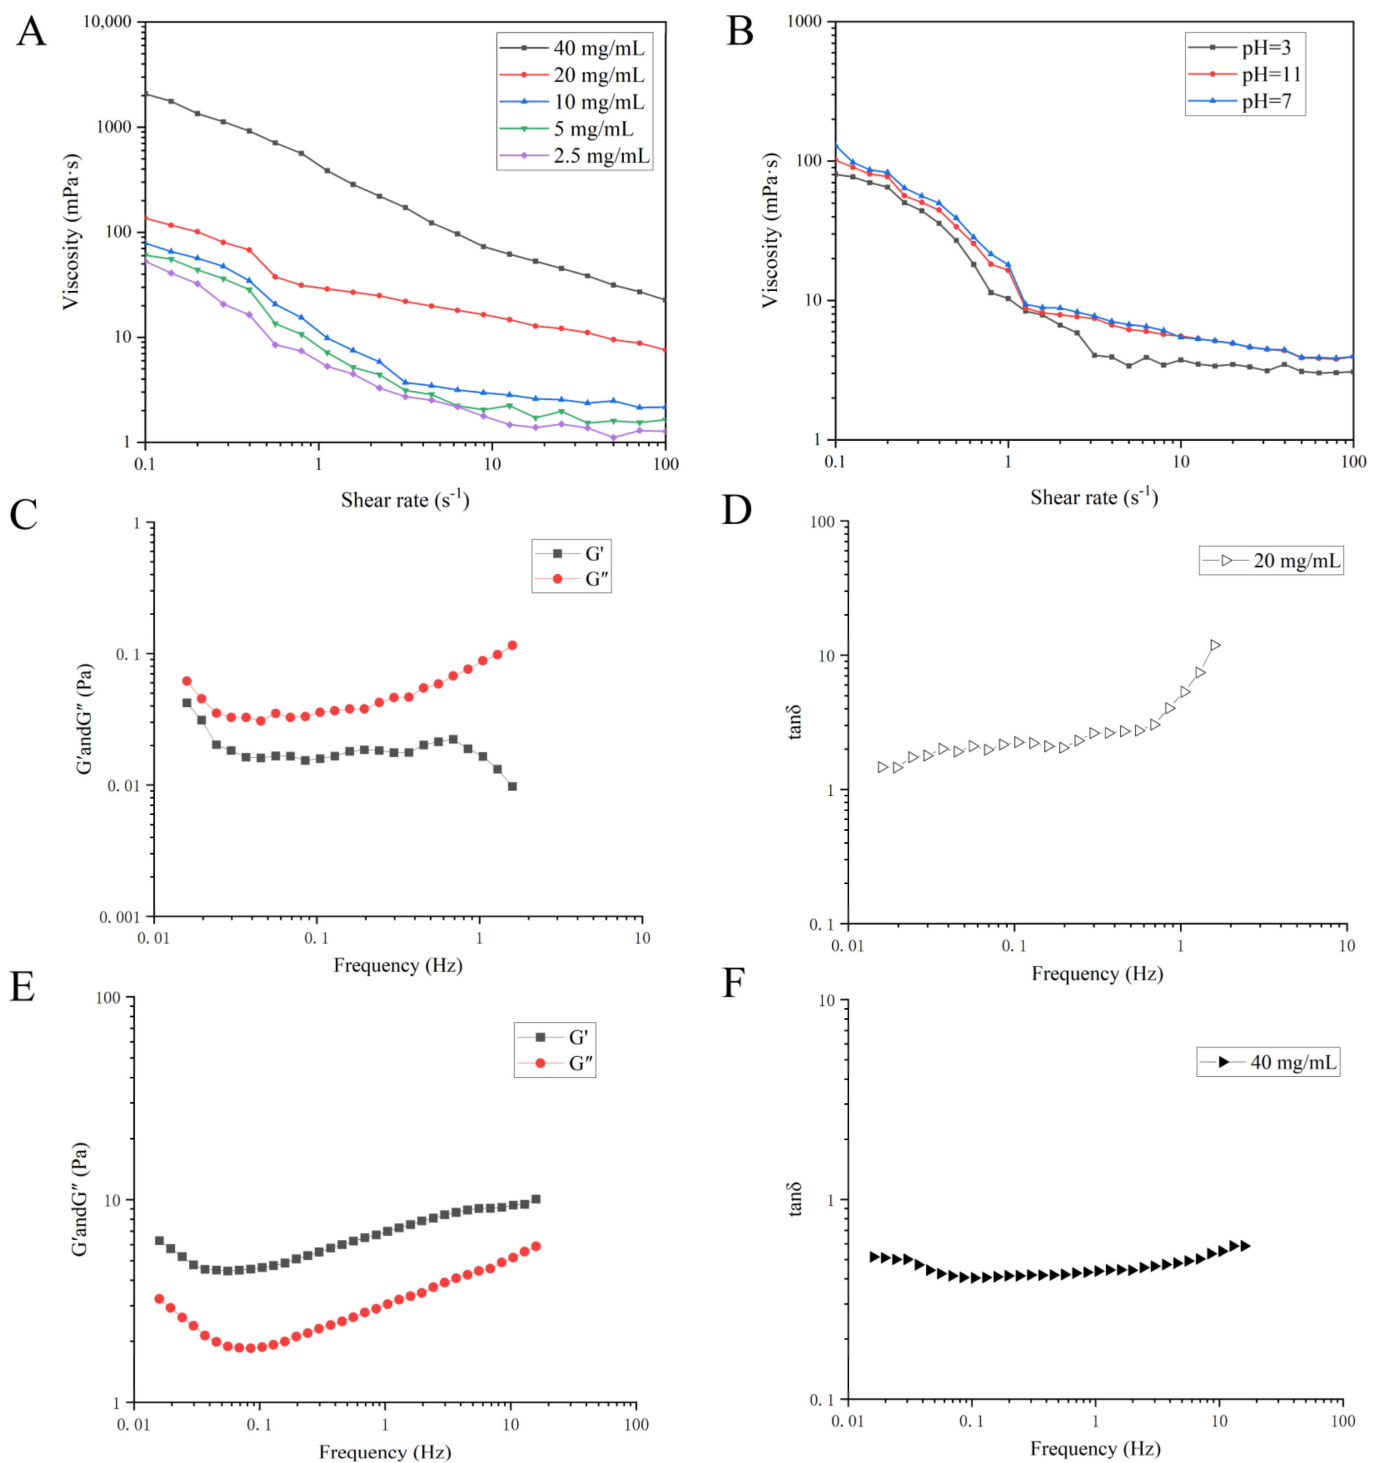 A
10,000
1000
100
10
1
0.1
1
10
100
Viscosity (mPa·s)
Shear rate (s-1)
40 mg/mL
20 mg/mL
10 mg/mL
5 mg/mL
2.5 mg/mL
B
1000
100
10
1
0.1
1
10
100
Viscosity (mPa·s)
Shear rate (s-1)
pH=3
pH=11
pH=7
C
1
0.1
0.01
0.001
0.01
0.1
1
10
G'andG″ (Pa)
Frequency (Hz)
G'
G″
D
100
10
1
0.1
0.01
0.1
1
10
tanδ
Frequency (Hz)
20 mg/mL
E
100
10
1
0.01
0.1
1
10
100
G'andG″ (Pa)
Frequency (Hz)
G'
G″
F
10
1
0.1
0.01
0.1
1
10
100
tanδ
Frequency (Hz)
40 mg/mL